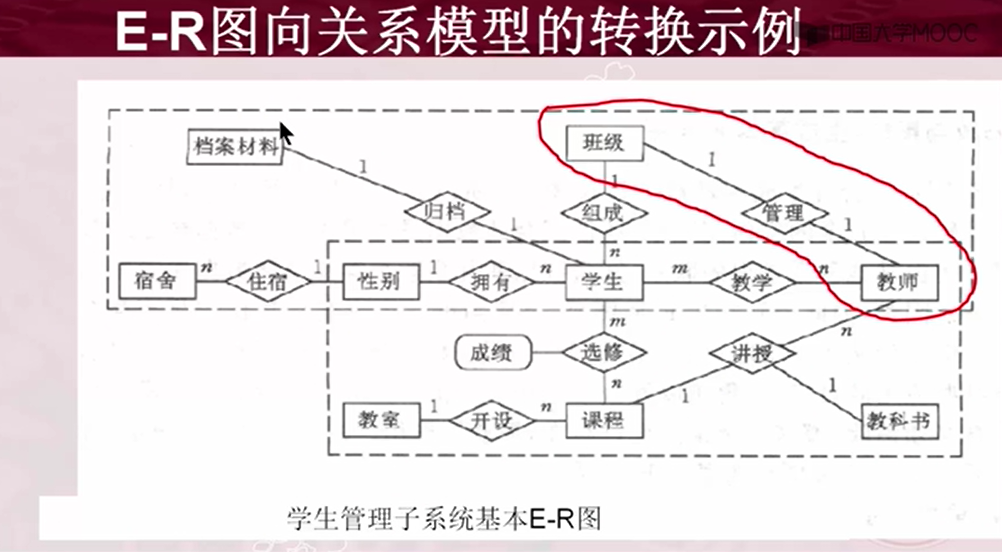 E-R图向关系模型的转换示例
中国大学MOOC
档案材料
班级
1
1
1
归档
组成
管理
1
1
n
宿舍
n
住宿
1
性别
1
拥有
n
学生
m
教学
n
教师
m
n
成绩
选修
讲授
n
1
1
教室
1
开设
n
课程
教科书
学生管理子系统基本E-R图